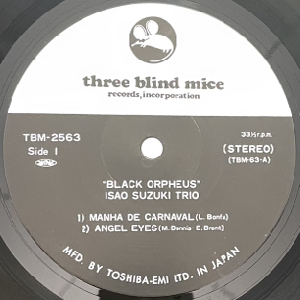 three blind mice
records, incorporation
TBM-2563
33⅓ r.p.m.
Side 1
(STEREO)
(TBM-63-A)
"BLACK ORPHEUS"
ISAO SUZUKI TRIO
1) MANHA DE CARNAVAL (L. Bonfa)
2) ANGEL EYES (M. Dennis - E. Brent)
MFD. BY TOSHIBA-EMI LTD. IN JAPAN